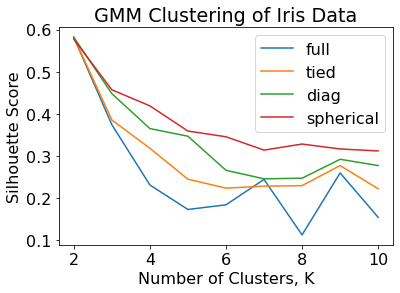 GMM Clustering of Iris Data
Silhouette Score
0.6
0.5
0.4
0.3
0.2
0.1
full
tied
diag
spherical
2
4
6
8
10
Number of Clusters, K